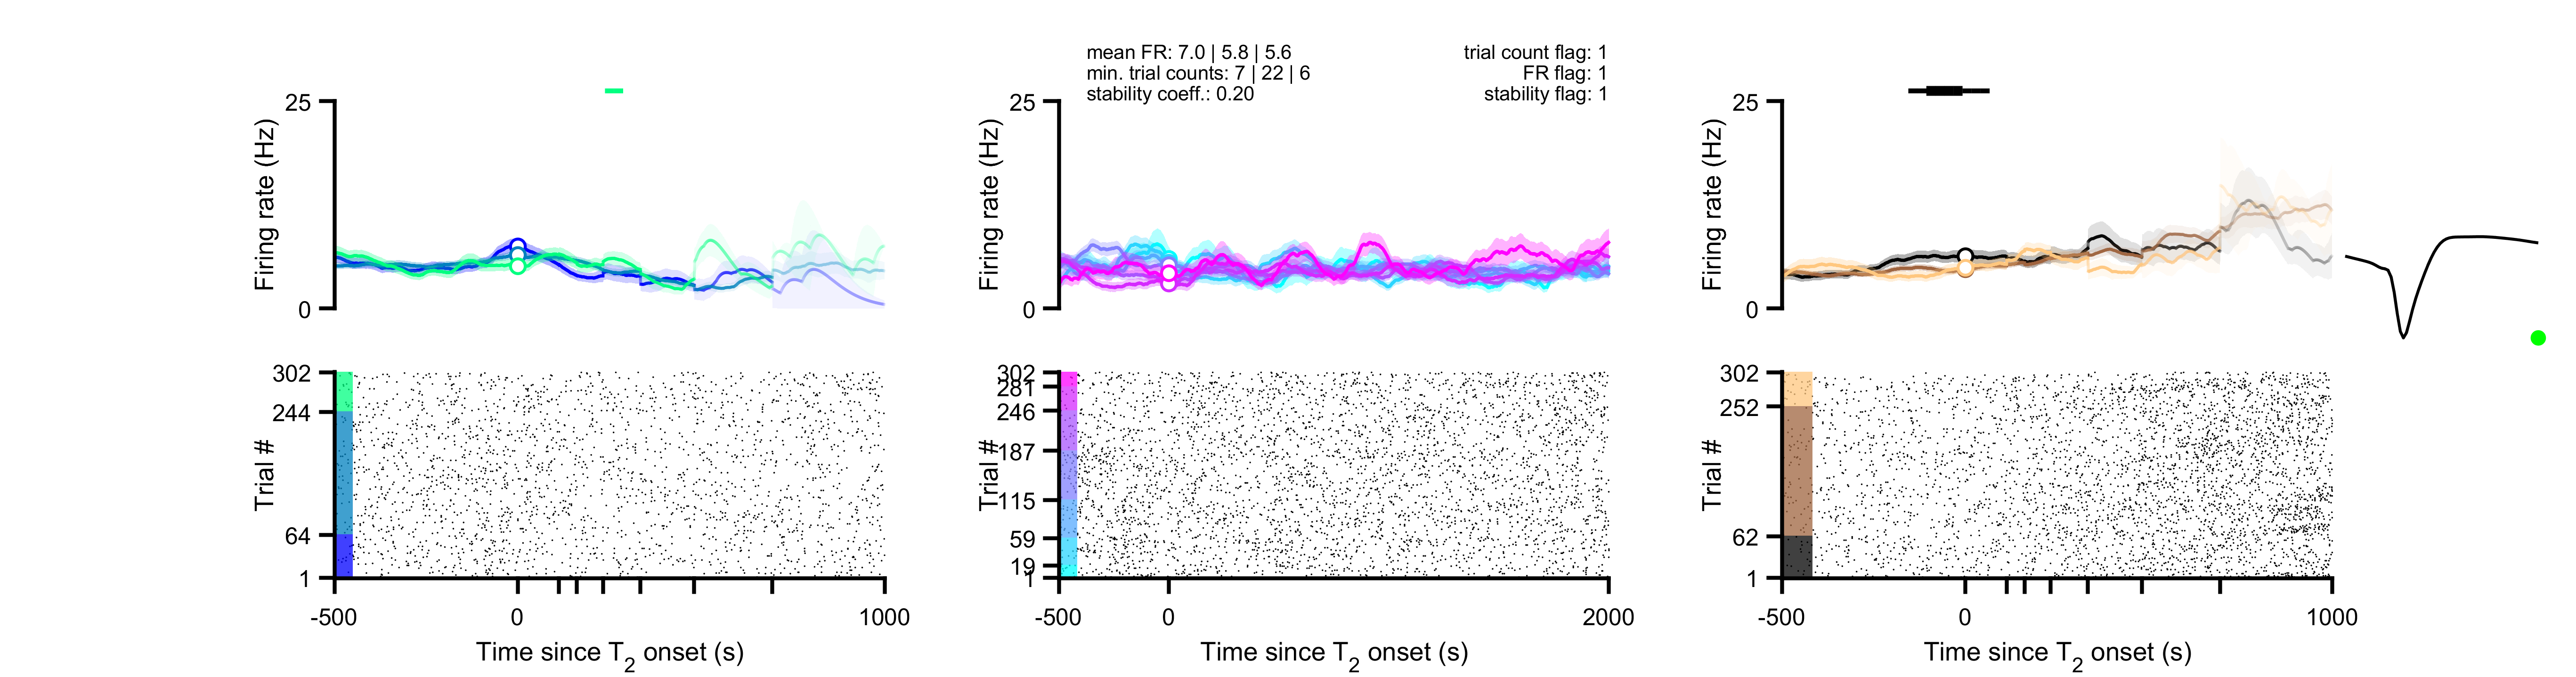 mean FR: 7.0 | 5.8 | 5.6
min. trial counts: 7 | 22 | 6
stability coeff.: 0.20
trial count flag: 1
FR flag: 1
stability flag: 1
25
Firing rate (Hz)
0
302
244
Trial #
64
1
-500
0
1000
Time since T2 onset (s)
25
Firing rate (Hz)
0
302
281
246
Trial #
187
115
59
19
1
-500
0
2000
Time since T2 onset (s)
25
Firing rate (Hz)
0
302
252
Trial #
62
1
-500
0
1000
Time since T2 onset (s)